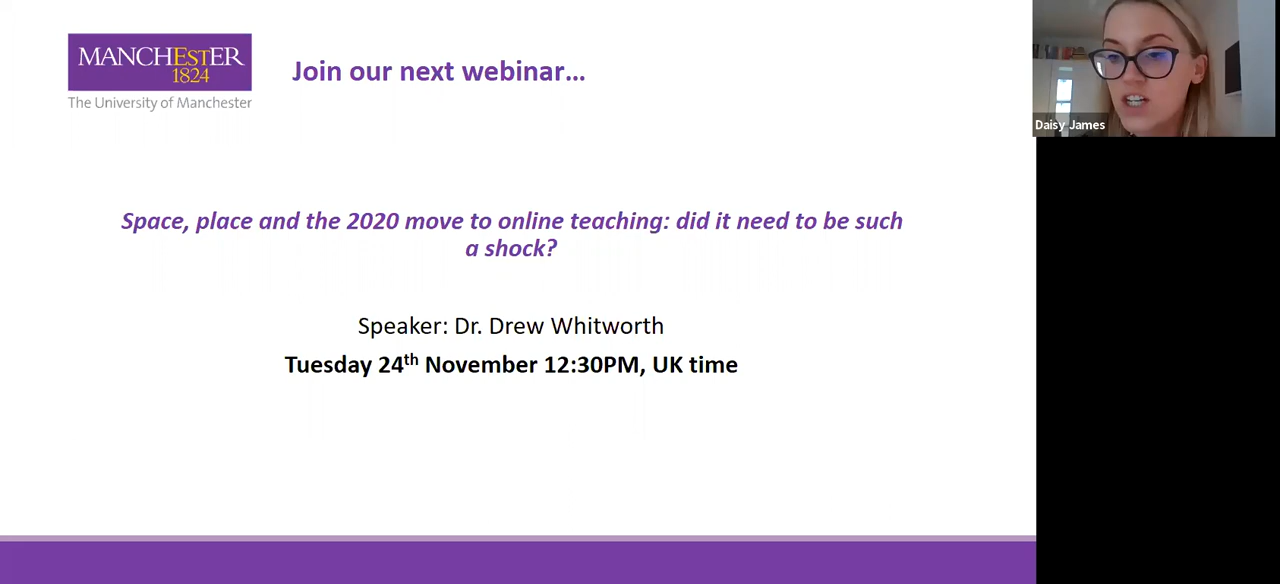 MANCHESTER
1824
The University of Manchester
Join our next webinar…
Space, place and the 2020 move to online teaching: did it need to be such
a shock?
Speaker: Dr. Drew Whitworth
Tuesday 24th November 12:30PM, UK time
Daisy James